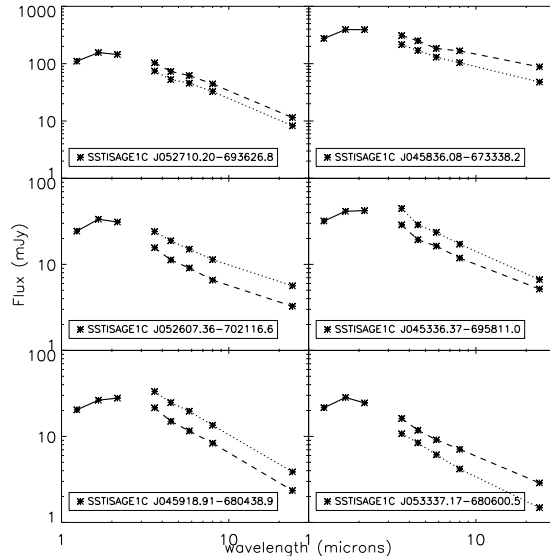 1000
100
10
1
SSTISAGE1C J052710.20-693626.8
SSTISAGE1C J045836.08-673338.2
100
10
1
SSTISAGE1C J052607.36-702116.6
SSTISAGE1C J045336.37-695811.0
Flux (mJy)
100
10
1
SSTISAGE1C J045918.91-680438.9
SSTISAGE1C J053337.17-680600.5
1 10 1 10
wavelength (microns)